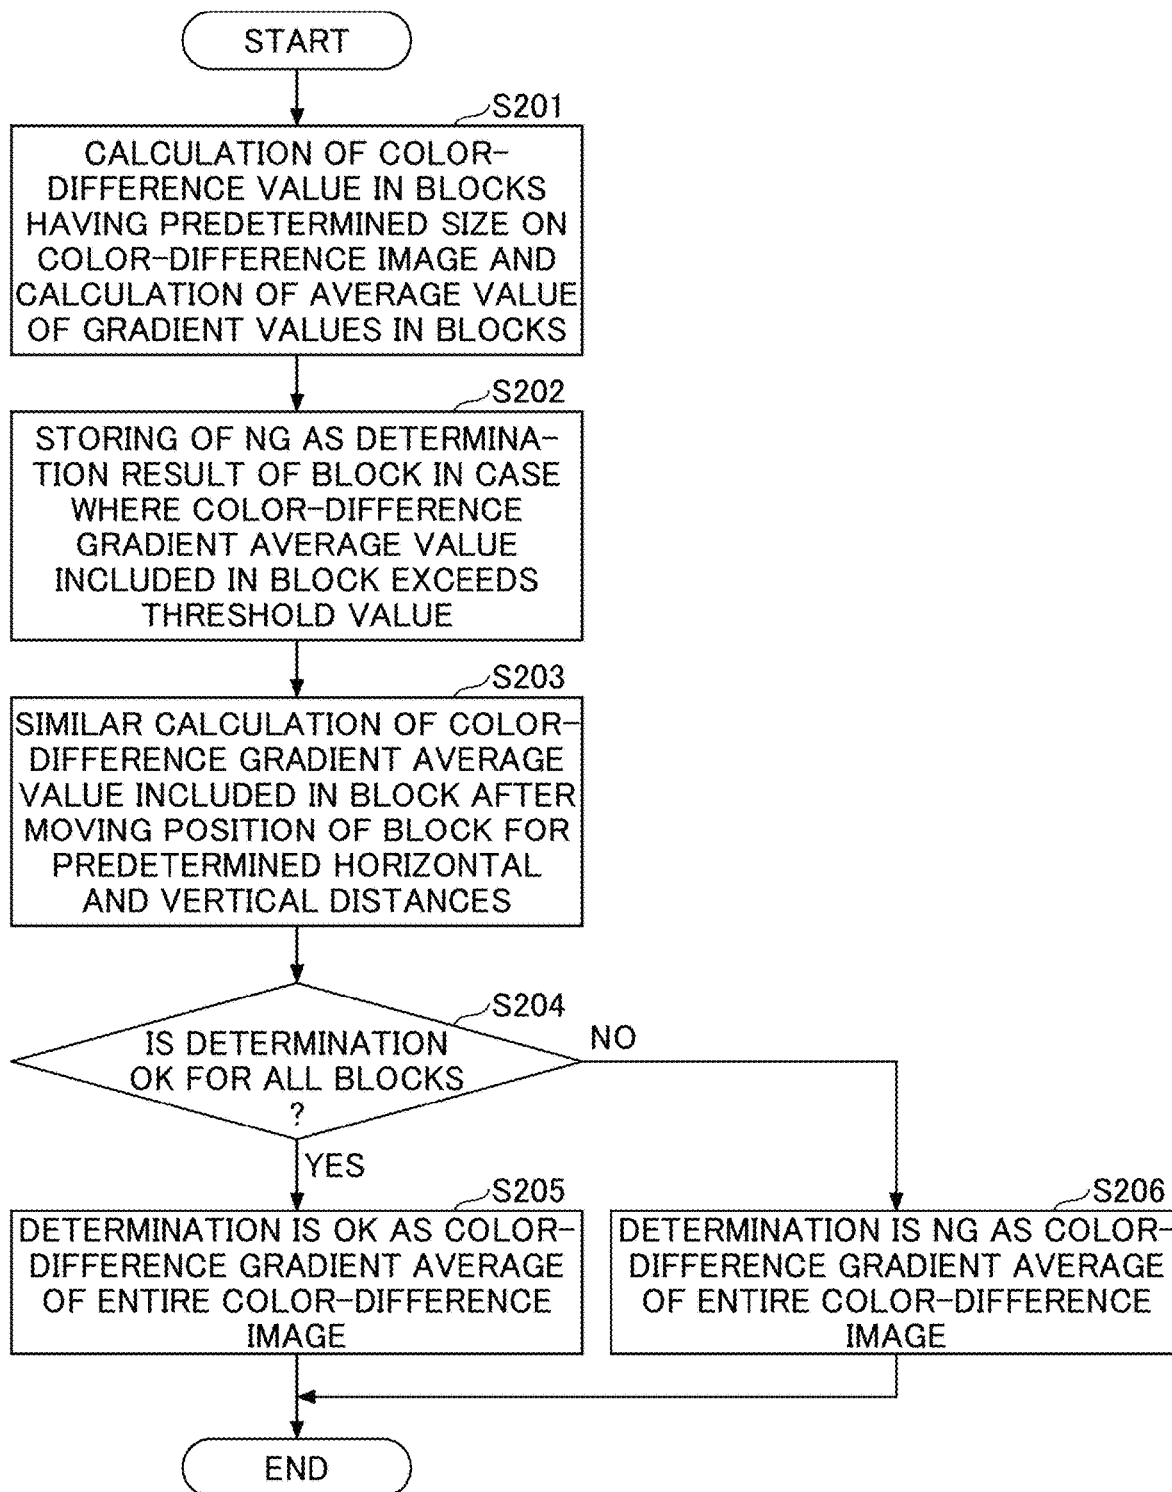 START
S201
CALCULATION OF COLOR-
DIFFERENCE VALUE IN BLOCKS
HAVING PREDETERMINED SIZE ON
COLOR-DIFFERENCE IMAGE AND
CALCULATION OF AVERAGE VALUE
OF GRADIENT VALUES IN BLOCKS
S202
STORING OF NG AS DETERMINA-
TION RESULT OF BLOCK IN CASE
WHERE COLOR-DIFFERENCE
GRADIENT AVERAGE VALUE
INCLUDED IN BLOCK EXCEEDS
THRESHOLD VALUE
S203
SIMILAR CALCULATION OF COLOR-
DIFFERENCE GRADIENT AVERAGE
VALUE INCLUDED IN BLOCK AFTER
MOVING POSITION OF BLOCK FOR
PREDETERMINED HORIZONTAL
AND VERTICAL DISTANCES
S204
IS DETERMINATION
OK FOR ALL BLOCKS
?
NO
YES
S205
DETERMINATION IS OK AS COLOR-
DIFFERENCE GRADIENT AVERAGE
OF ENTIRE COLOR-DIFFERENCE
IMAGE
S206
DETERMINATION IS NG AS COLOR-
DIFFERENCE GRADIENT AVERAGE
OF ENTIRE COLOR-DIFFERENCE
IMAGE
END